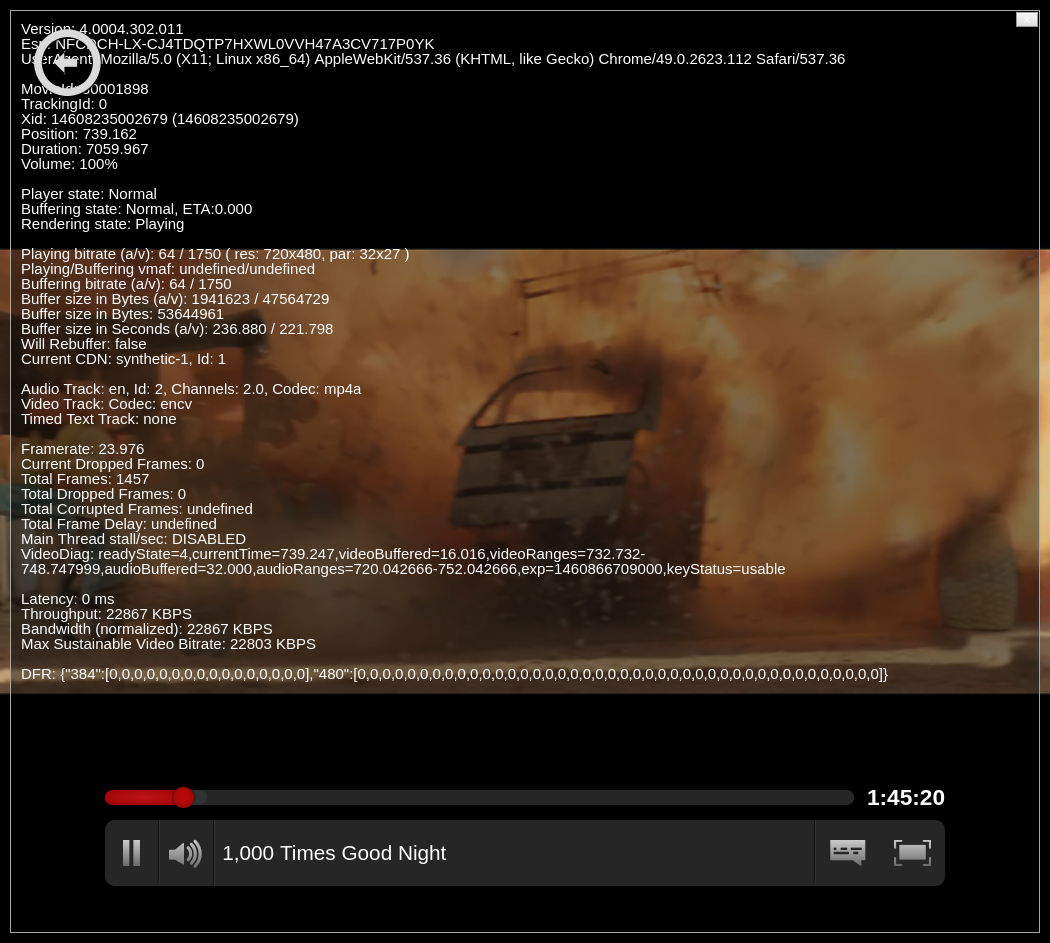 Version: 4.0004.302.011
Esn: NFCDCH-LX-CJ4TDQTP7HXWL0VVH47A3CV717P0YK
UserAgent: Mozilla/5.0 (X11; Linux x86_64) AppleWebKit/537.36 (KHTML, like Gecko) Chrome/49.0.2623.112 Safari/537.36
MovieId: 80001898
TrackingId: 0
Xid: 14608235002679 (14608235002679)
Position: 739.162
Duration: 7059.967
Volume: 100%
Player state: Normal
Buffering state: Normal, ETA:0.000
Rendering state: Playing
Playing bitrate (a/v): 64 / 1750 ( res: 720x480, par: 32x27 )
Playing/Buffering vmaf: undefined/undefined
Buffering bitrate (a/v): 64 / 1750
Buffer size in Bytes (a/v): 1941623 / 47564729
Buffer size in Bytes: 53644961
Buffer size in Seconds (a/v): 236.880 / 221.798
Will Rebuffer: false
Current CDN: synthetic-1, Id: 1
Audio Track: en, Id: 2, Channels: 2.0, Codec: mp4a
Video Track: Codec: encv
Timed Text Track: none
Framerate: 23.976
Current Dropped Frames: 0
Total Frames: 1457
Total Dropped Frames: 0
Total Corrupted Frames: undefined
Total Frame Delay: undefined
Main Thread stall/sec: DISABLED
VideoDiag: readyState=4,currentTime=739.247,videoBuffered=16.016,videoRanges=732.732-
748.747999,audioBuffered=32.000,audioRanges=720.042666-752.042666,exp=1460866709000,keyStatus=usable
Latency: 0 ms
Throughput: 22867 KBPS
Bandwidth (normalized): 22867 KBPS
Max Sustainable Video Bitrate: 22803 KBPS
DFR: {"384":[0,0,0,0,0,0,0,0,0,0,0,0,0,0,0,0],"480":[0,0,0,0,0,0,0,0,0,0,0,0,0,0,0,0,0,0,0,0,0,0,0,0,0,0,0,0,0,0,0,0,0,0,0,0,0,0,0,0,0,0]}
1:45:20
1,000 Times Good Night